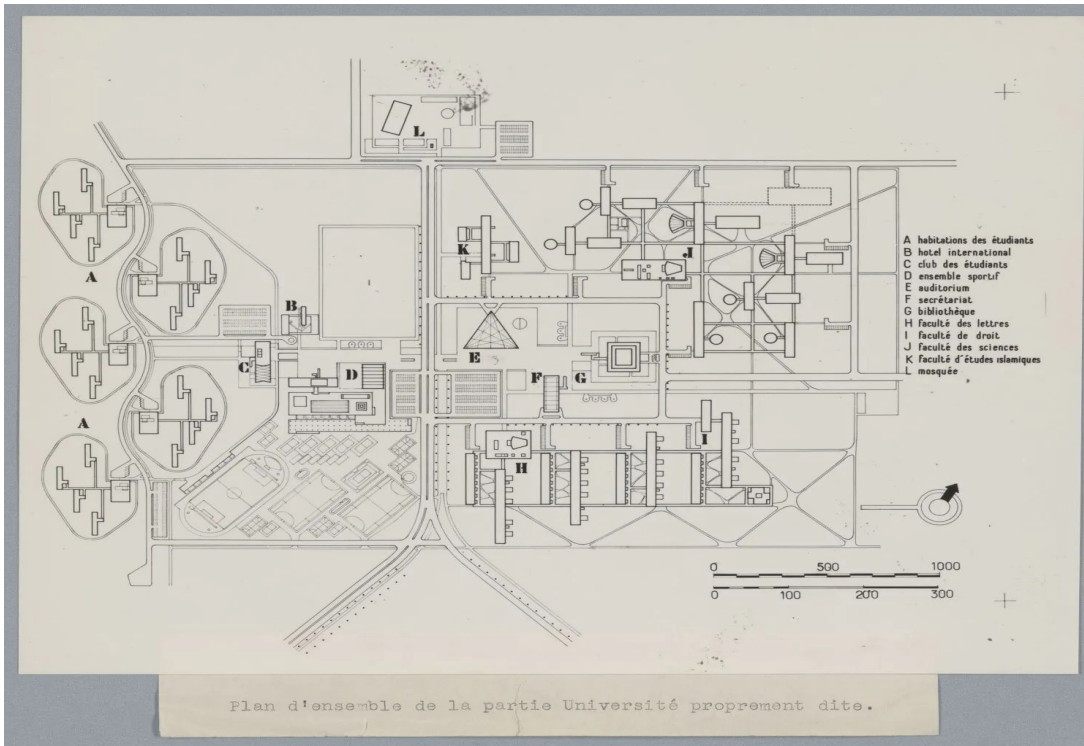 L
K
J
A
B
C
D
E
F
G
A
H
I
A habitations des étudiants
B hotel international
C club des étudiants
D ensemble sportif
E auditorium
F secrétariat
G bibliothèque
H faculté des lettres
I faculté de droit
J faculté des sciences
K faculté d'études islamiques
L mosquée
0 500 1000
0 100 200 300
Plan d'ensemble de la partie Université proprement dite.